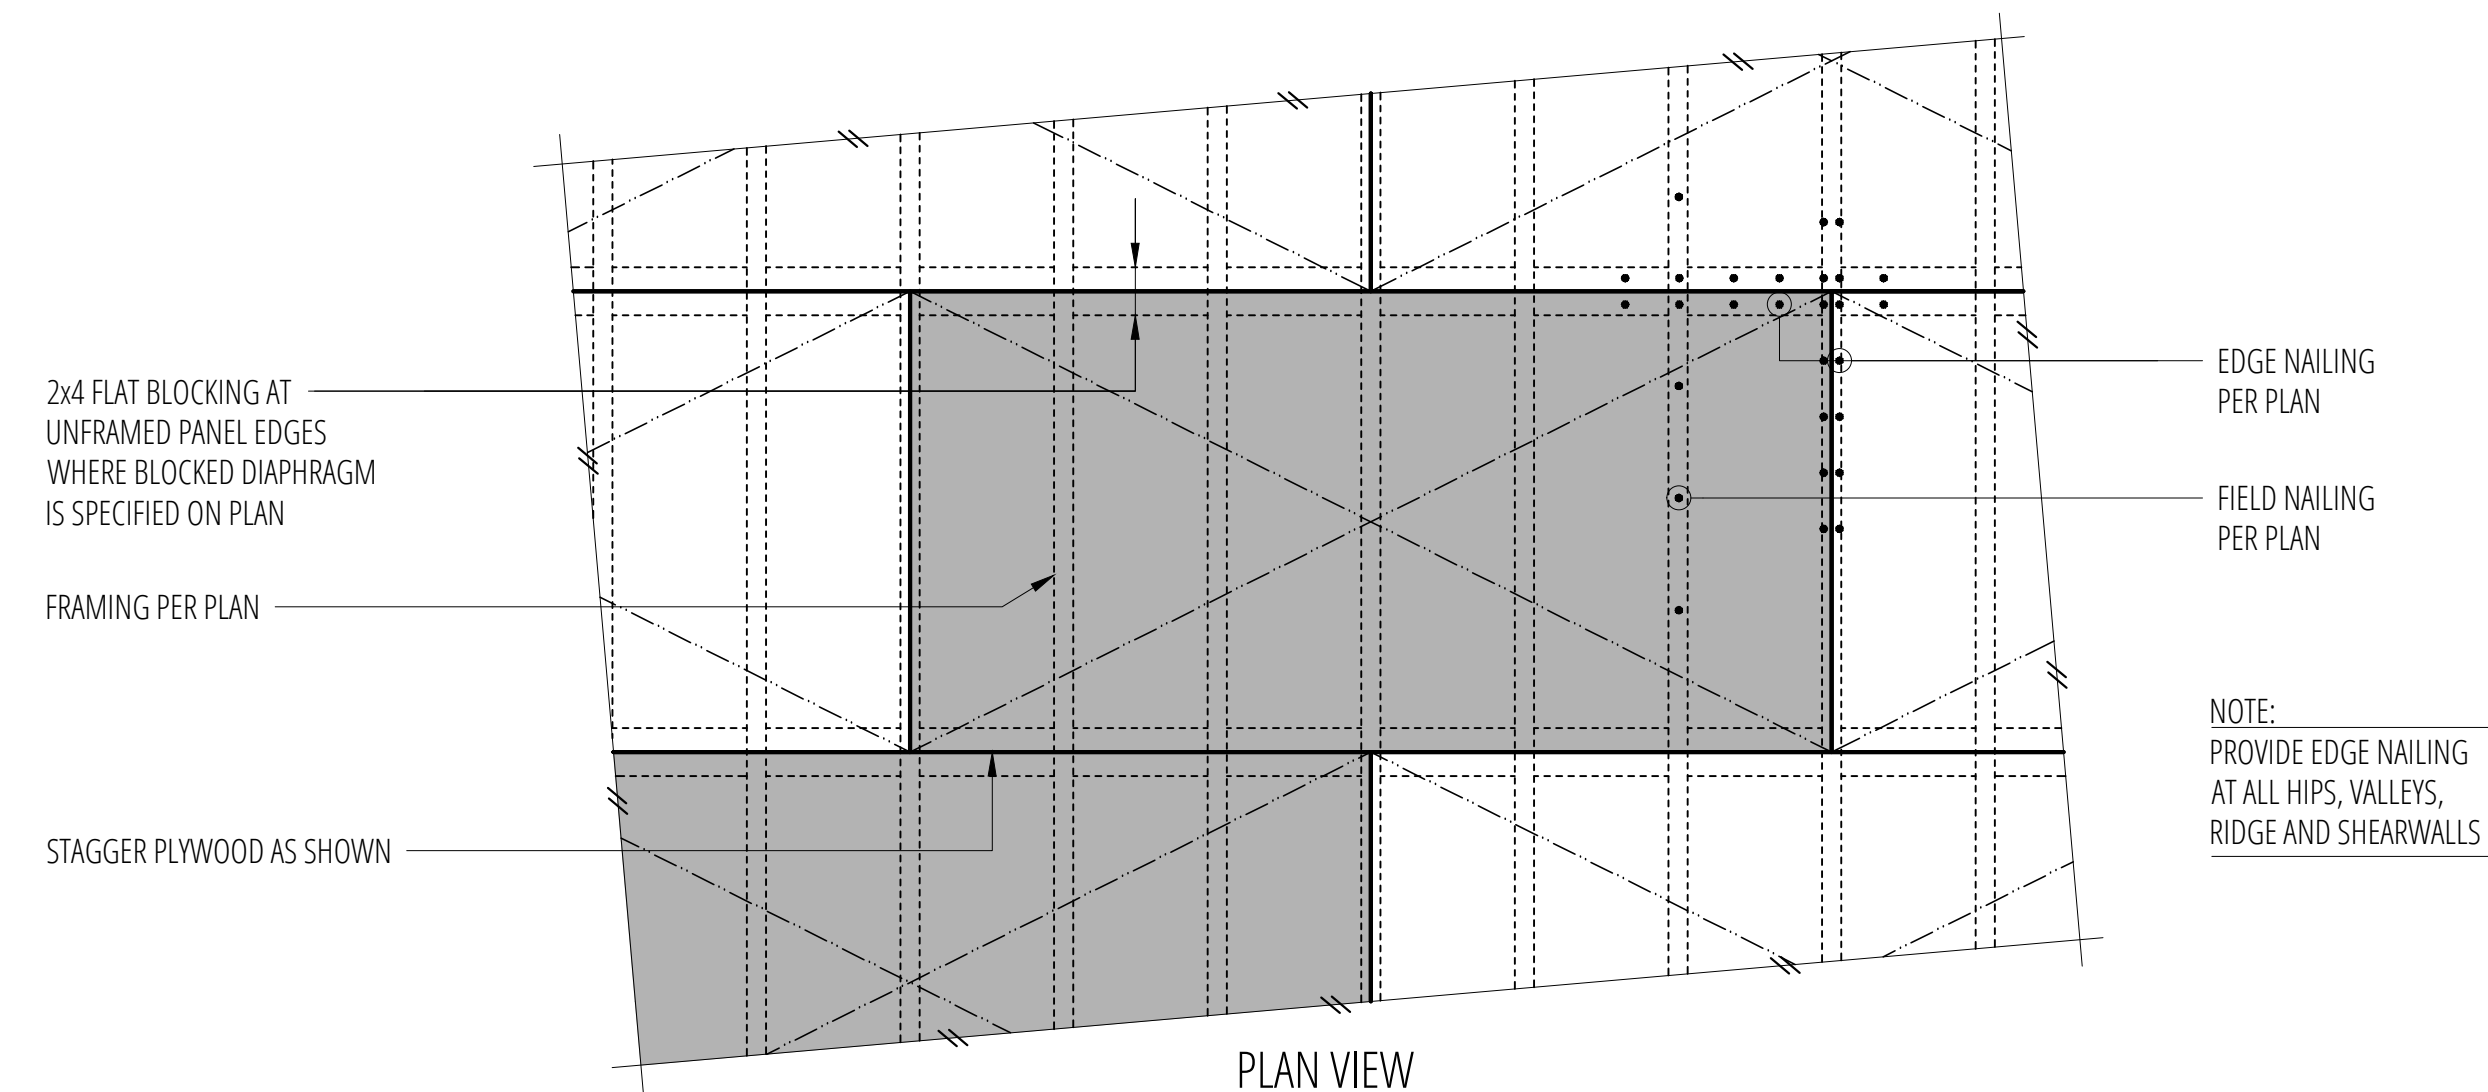 2x4 FLAT BLOCKING AT
UNFRAMED PANEL EDGES
WHERE BLOCKED DIAPHRAGM
IS SPECIFIED ON PLAN
FRAMING PER PLAN
STAGGER PLYWOOD AS SHOWN
EDGE NAILING
PER PLAN
FIELD NAILING
PER PLAN
NOTE:
PROVIDE EDGE NAILING
AT ALL HIPS, VALLEYS,
RIDGE AND SHEARWALLS
PLAN VIEW